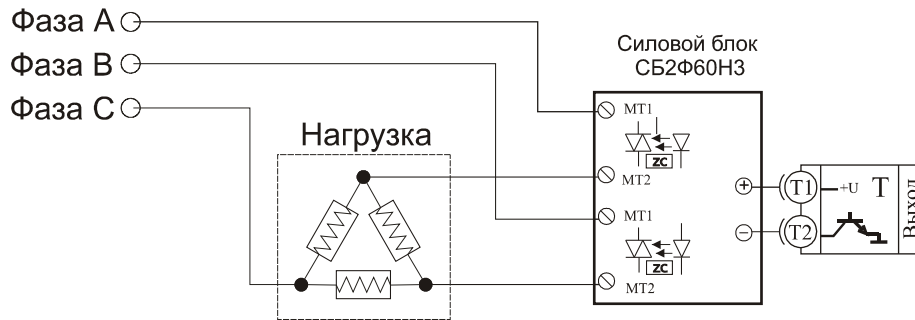 Фаза А
Фаза В
Фаза С
Силовой блок
СБ2Ф60Н3
Нагрузка
MT1
ZC
MT2
MT1
ZC
MT2
+
−
T1
T2
+U
T
Выход